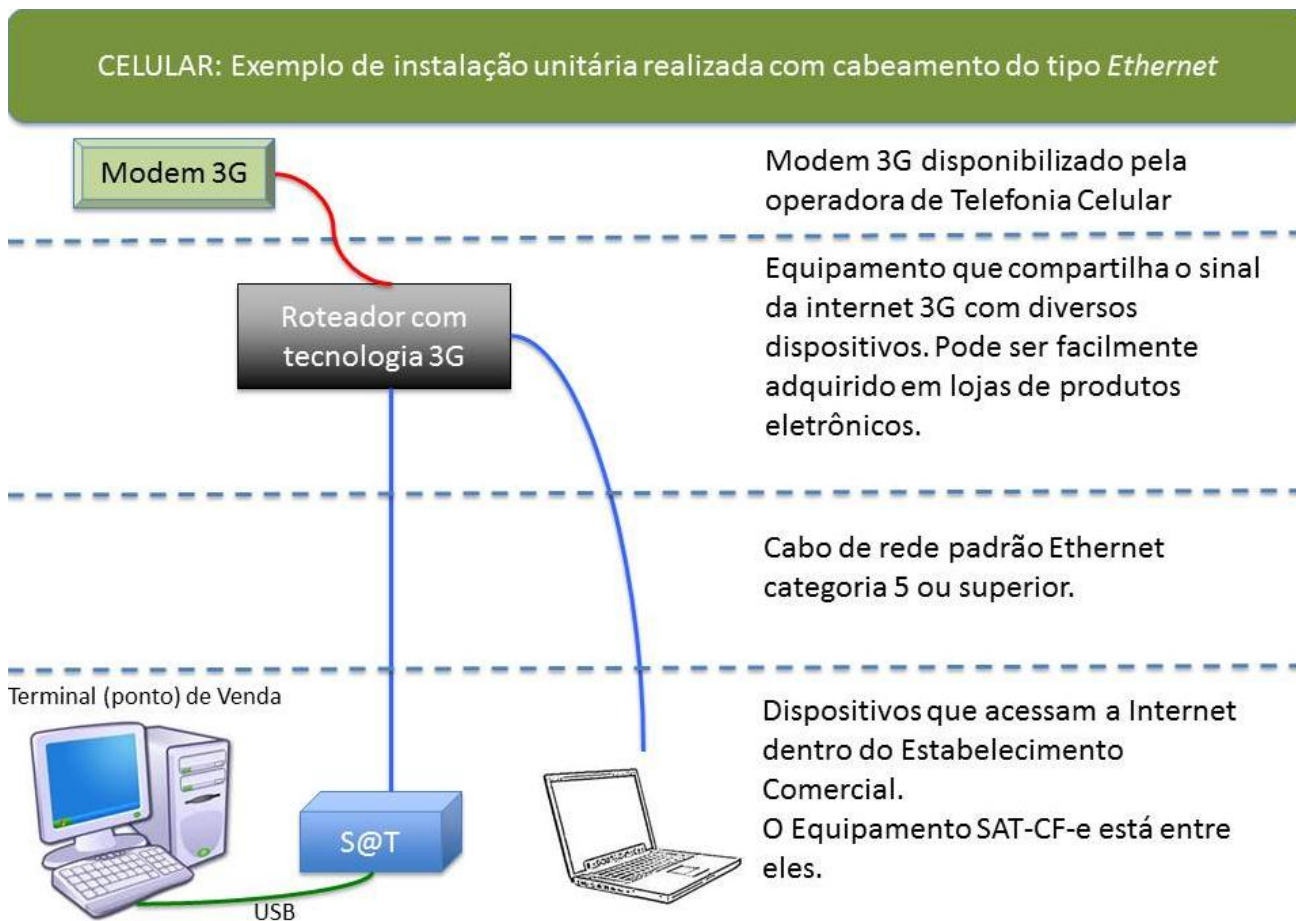 CELULAR: Exemplo de instalação unitária realizada com cabeamento do tipo Ethernet
Modem 3G
Modem 3G disponibilizado pela
operadora de Telefonia Celular
Roteador com
tecnologia 3G
Equipamento que compartilha o sinal
da internet 3G com diversos
dispositivos. Pode ser facilmente
adquirido em lojas de produtos
eletrônicos.
Cabo de rede padrão Ethernet
categoria 5 ou superior.
Terminal (ponto) de Venda
S@T
USB
Dispositivos que acessam a Internet
dentro do Estabelecimento
Comercial.
O Equipamento SAT-CF-e está entre
eles.